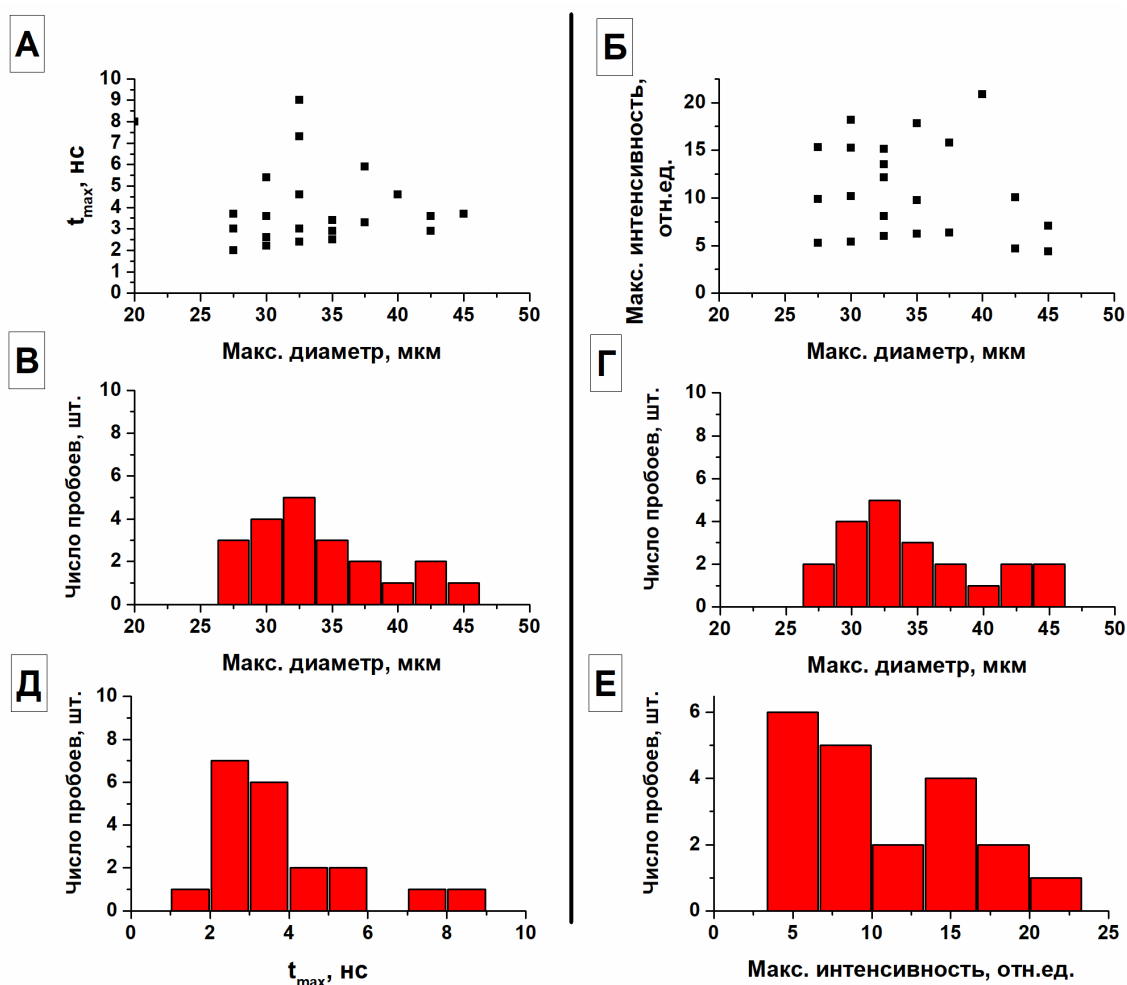 А
10
9
8
7
6
5
4
3
2
1
0
t_max, нс
20 25 30 35 40 45 50
Макс. диаметр, мкм
Б
20
15
10
5
0
Макс. интенсивность,
отн.ед.
20 25 30 35 40 45 50
Макс. диаметр, мкм
В
10
8
6
4
2
0
Число пробоев, шт.
20 25 30 35 40 45 50
Макс. диаметр, мкм
Г
10
8
6
4
2
0
Число пробоев, шт.
20 25 30 35 40 45 50
Макс. диаметр, мкм
Д
10
8
6
4
2
0
Число пробоев, шт.
0 2 4 6 8 10
t_max, нс
Е
6
4
2
0
Число пробоев, шт.
0 5 10 15 20 25
Макс. интенсивность, отн.ед.